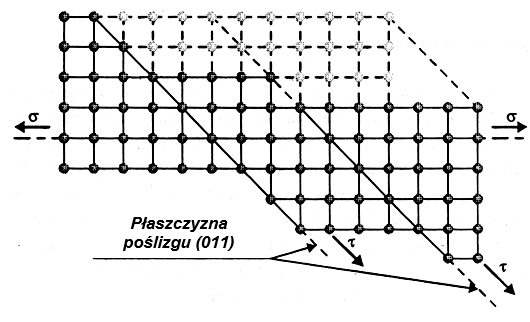 σ
σ
Płaszczyzna
poślizgu (011)
τ
τ